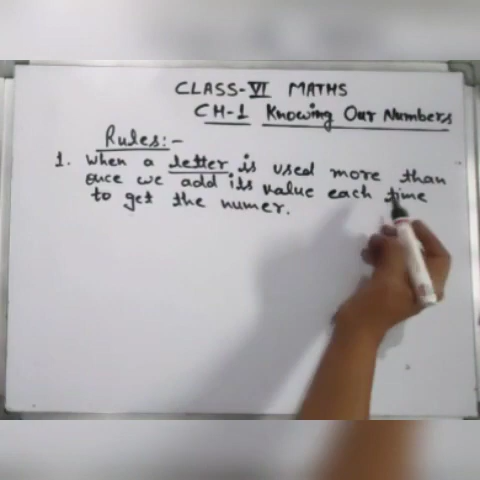 CLASS-VI MATHS
CH-1 Knowing Our Numbers
Rules:-
1. When a letter is used more than
once we add its value each time
to get the numer.